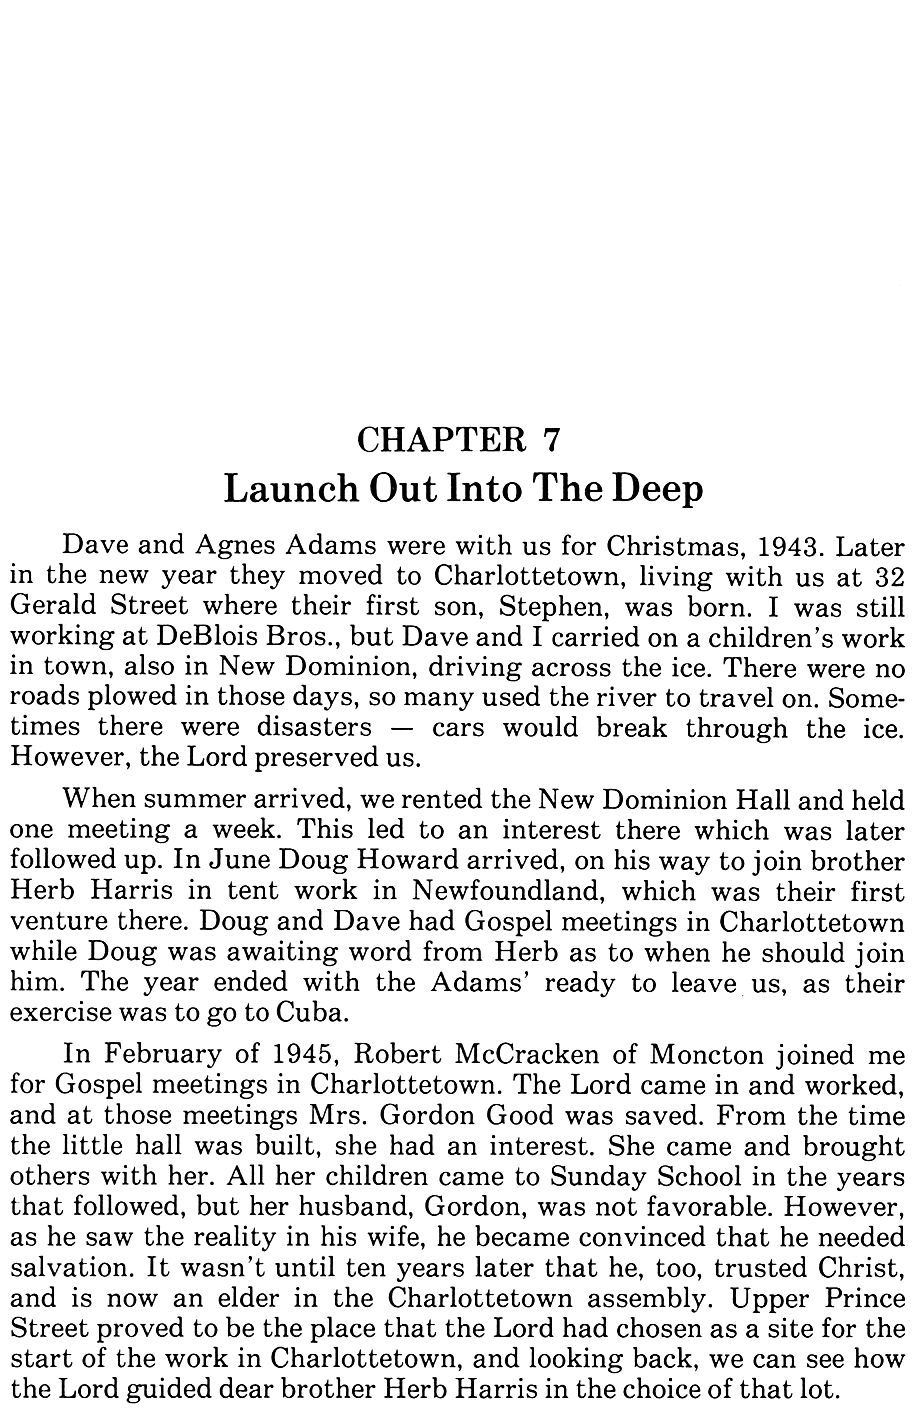 CHAPTER 7
Launch Out Into The Deep
Dave and Agnes Adams were with us for Christmas, 1943. Later
in the new year they moved to Charlottetown, living with us at 32
Gerald Street where their first son, Stephen, was born. I was still
working at DeBlois Bros., but Dave and I carried on a children's work
in town, also in New Dominion, driving across the ice. There were no
roads plowed in those days, so many used the river to travel on. Some-
times there were disasters — cars would break through the ice.
However, the Lord preserved us.
When summer arrived, we rented the New Dominion Hall and held
one meeting a week. This led to an interest there which was later
followed up. In June Doug Howard arrived, on his way to join brother
Herb Harris in tent work in Newfoundland, which was their first
venture there. Doug and Dave had Gospel meetings in Charlottetown
while Doug was awaiting word from Herb as to when he should join
him. The year ended with the Adams' ready to leave us, as their
exercise was to go to Cuba.
In February of 1945, Robert McCracken of Moncton joined me
for Gospel meetings in Charlottetown. The Lord came in and worked,
and at those meetings Mrs. Gordon Good was saved. From the time
the little hall was built, she had an interest. She came and brought
others with her. All her children came to Sunday School in the years
that followed, but her husband, Gordon, was not favorable. However,
as he saw the reality in his wife, he became convinced that he needed
salvation. It wasn't until ten years later that he, too, trusted Christ,
and is now an elder in the Charlottetown assembly. Upper Prince
Street proved to be the place that the Lord had chosen as a site for the
start of the work in Charlottetown, and looking back, we can see how
the Lord guided dear brother Herb Harris in the choice of that lot.